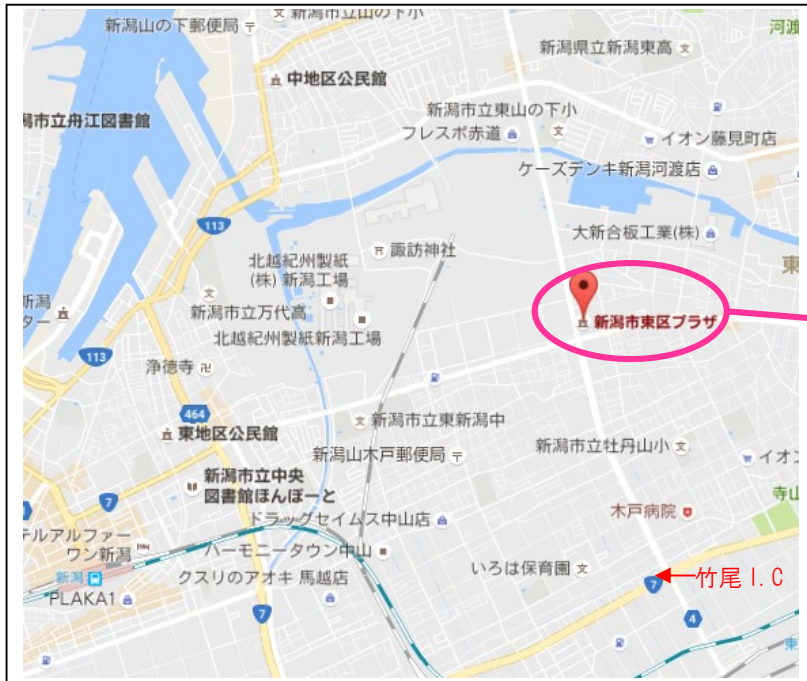 新潟市立山の下小
新潟山の下郵便局
河渡
新潟県立新潟東高
中地区公民館
新潟市立東山の下小
潟市立舟江図書館
フレスポ赤道
イオン藤見町店
ケーズデンキ新潟河渡店
113
大新合板工業(株)
諏訪神社
北越紀州製紙
(株) 新潟工場
東
新潟
ター
新潟市立万代高
新潟市東区プラザ
北越紀州製紙新潟工場
113
浄徳寺
464
新潟市立東新潟中
東地区公民館
新潟市立牡丹山小
新潟山木戸郵便局
イオン
新潟市立中央
図書館ほんぽーと
寺山
7
木戸病院
ドラッグセイムス中山店
テルアルファー
ワン新潟
ハーモニータウン中山
いろは保育園
新潟
クスリのアオキ 馬越店
7
竹尾I.C
PLAKA1
7
4
東